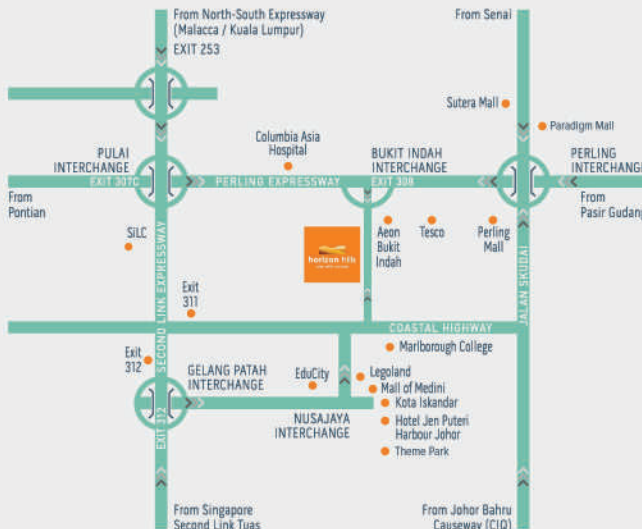 From North-South Expressway
(Malacca / Kuala Lumpur)
EXIT 253
From Senai
Sutera Mall
Paradigm Mall
Columbia Asia
Hospital
PULAI
INTERCHANGE
EXIT 307C
BUKIT INDAH
INTERCHANGE
PERLING
INTERCHANGE
PERLING EXPRESSWAY
EXIT 308
From
Pontian
From
Pasir Gudang
SiLC
horizon hills
Aeon
Bukit
Indah
Tesco
Perling
Mall
SECOND LINK EXPRESSWAY
JALAN SKUDAI
Exit
311
COASTAL HIGHWAY
Exit
312
Marlborough College
GELANG PATAH
INTERCHANGE
EduCity
Legoland
Mall of Medini
Kota Iskandar
NUSAJAYA
INTERCHANGE
Hotel Jen Puteri
Harbour Johor
Theme Park
EXIT 312
From Singapore
Second Link Tuas
From Johor Bahru
Causeway (CIQ)